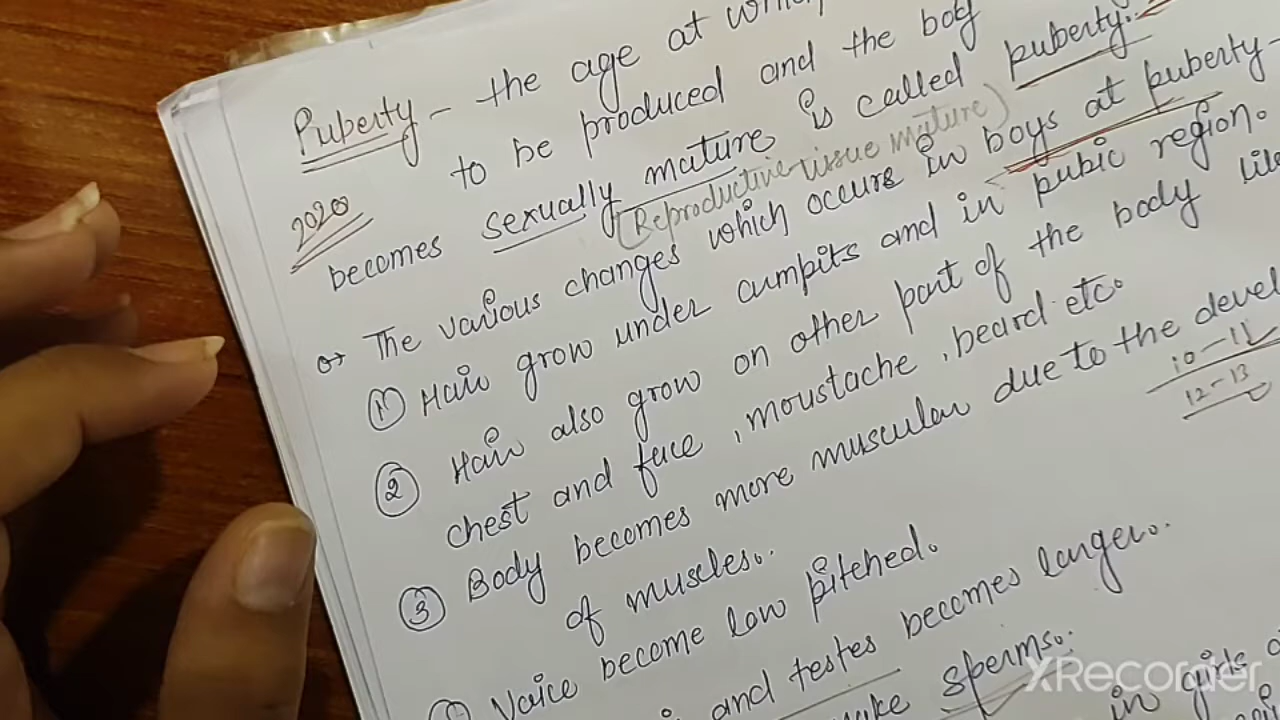 Puberty - the age at which
to be produced and the body
becomes sexually mature is called puberty.
(Reproductive tissue mature)
2020
The various changes which occurs in boys at puberty -
① Hair grow under armpits and in pubic region.
② Hair also grow on other part of the body like
chest and face, moustache, beard etc.
③ Body becomes more muscular due to the devel
of muscles.
10-11
12-13
Voice become low pitched.
and testes becomes larger.
make sperms.
in girls
XRecorder